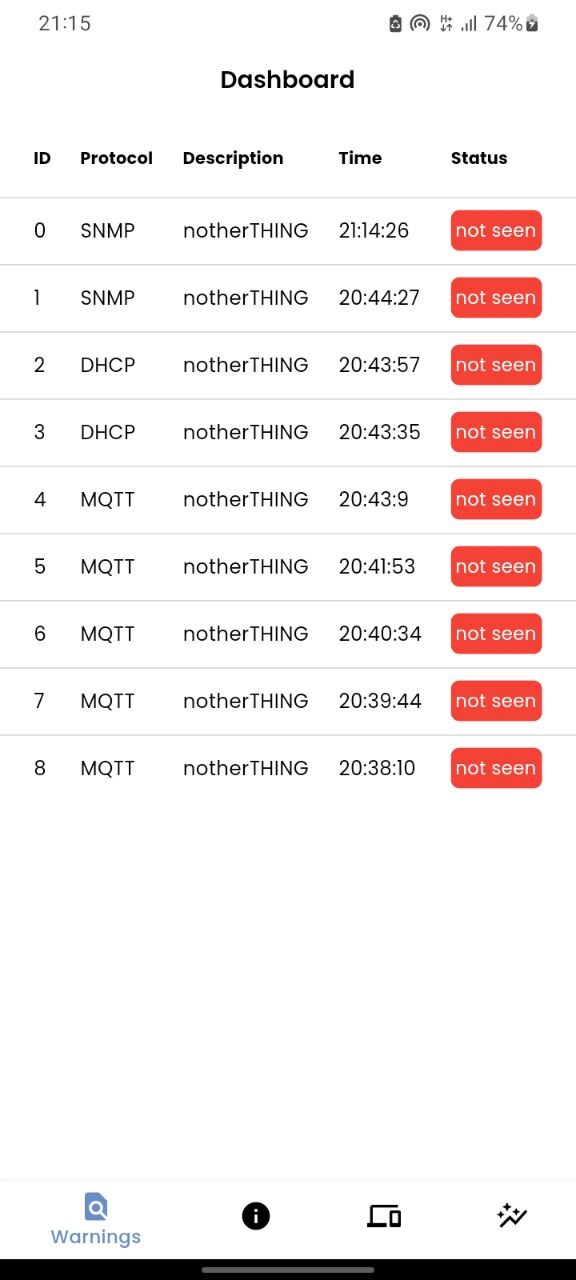 21:15 74%
Dashboard
ID Protocol Description Time Status
0 SNMP notherTHING 21:14:26 not seen
1 SNMP notherTHING 20:44:27 not seen
2 DHCP notherTHING 20:43:57 not seen
3 DHCP notherTHING 20:43:35 not seen
4 MQTT notherTHING 20:43:9 not seen
5 MQTT notherTHING 20:41:53 not seen
6 MQTT notherTHING 20:40:34 not seen
7 MQTT notherTHING 20:39:44 not seen
8 MQTT notherTHING 20:38:10 not seen
Warnings